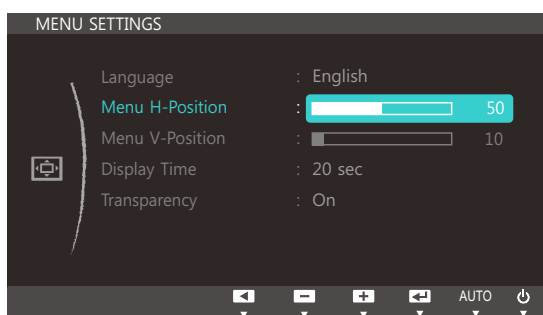 MENU SETTINGS
Language : English
Menu H-Position : 50
Menu V-Position : 10
Display Time : 20 sec
Transparency : On
AUTO